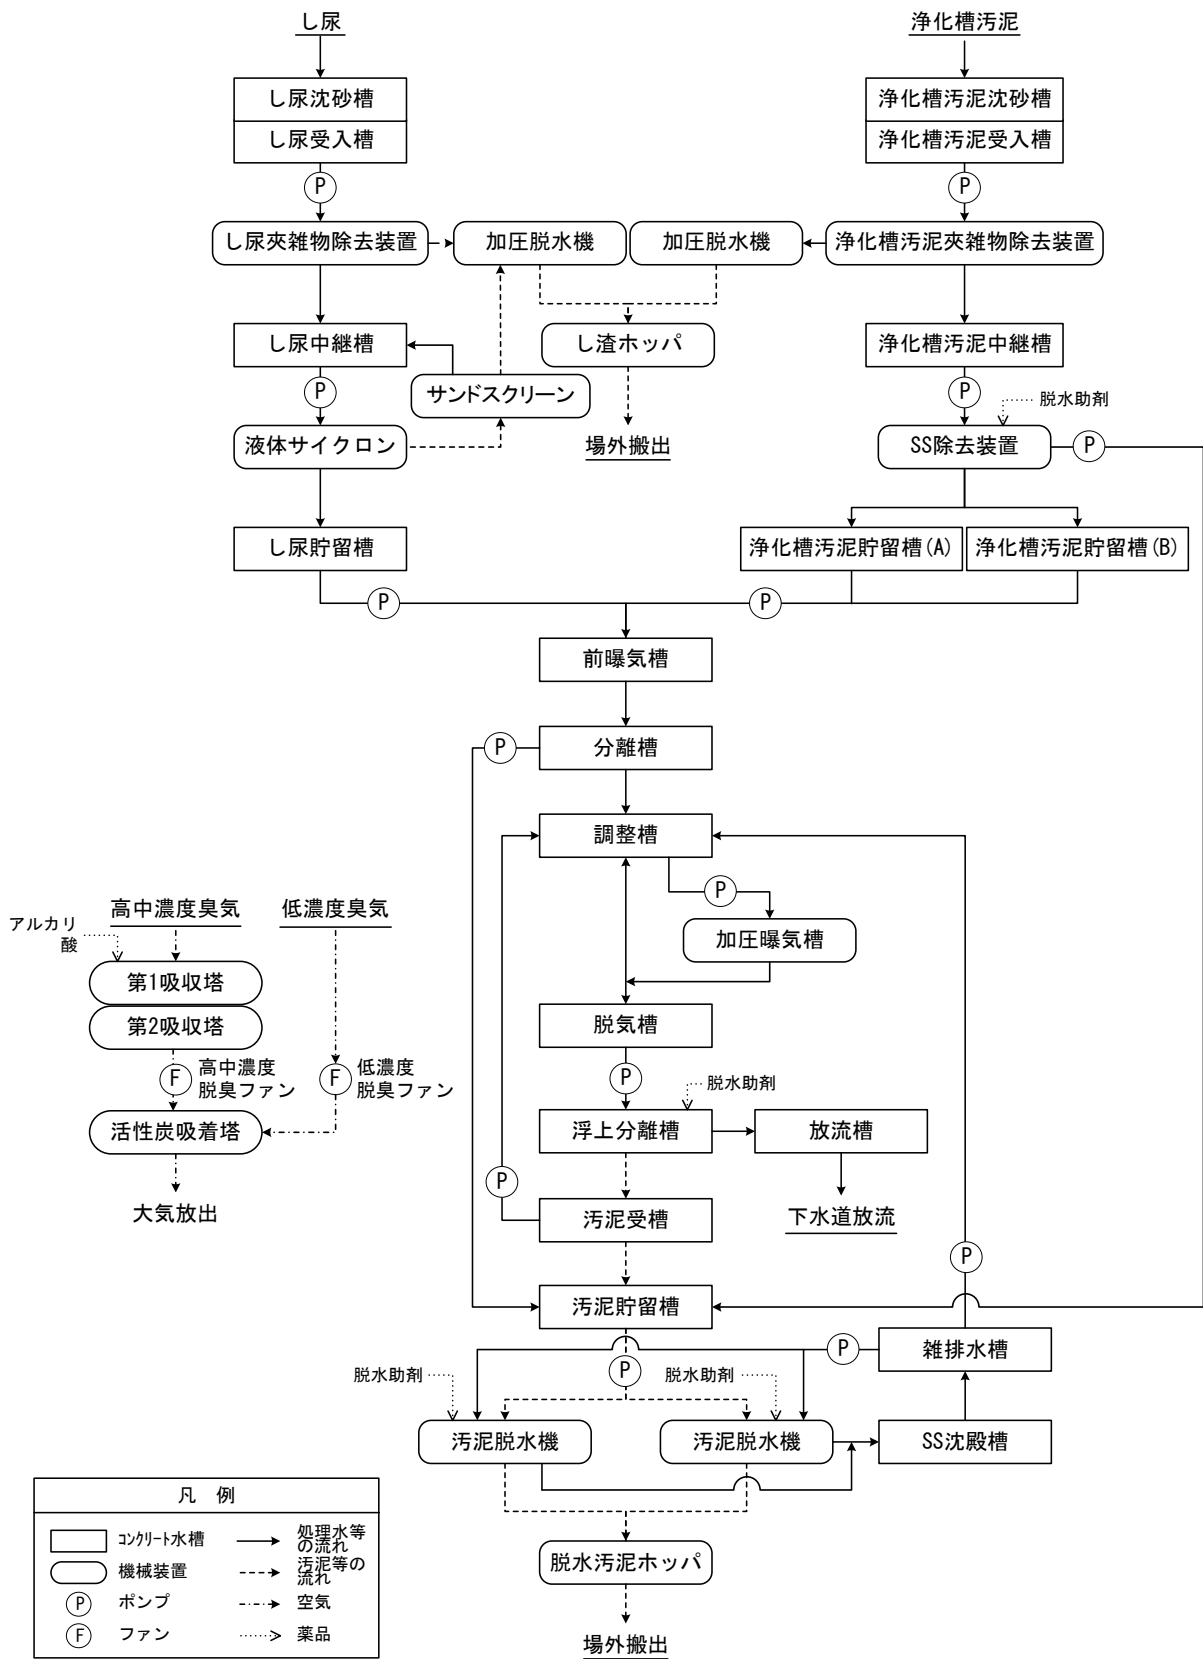 し尿
浄化槽汚泥
し尿沈砂槽
浄化槽汚泥沈砂槽
し尿受入槽
浄化槽汚泥受入槽
P
P
し尿夾雑物除去装置
加圧脱水機
加圧脱水機
浄化槽汚泥夾雑物除去装置
し尿中継槽
し渣ホッパ
浄化槽汚泥中継槽
P
サンドスクリーン
P
脱水助剤
液体サイクロン
場外搬出
SS除去装置
P
し尿貯留槽
浄化槽汚泥貯留槽(A)
浄化槽汚泥貯留槽(B)
P
P
前曝気槽
P
分離槽
調整槽
P
高中濃度臭気
低濃度臭気
アルカリ
酸
加圧曝気槽
第1吸収塔
第2吸収塔
脱気槽
F
高中濃度
脱臭ファン
F
低濃度
脱臭ファン
P
脱水助剤
活性炭吸着塔
浮上分離槽
放流槽
P
大気放出
汚泥受槽
下水道放流
P
汚泥貯留槽
P
雑排水槽
脱水助剤
P
脱水助剤
汚泥脱水機
汚泥脱水機
SS沈殿槽
凡 例
コンクリート水槽
処理水等
の流れ
機械装置
汚泥等の
流れ
P
ポンプ
空気
F
ファン
薬品
脱水汚泥ホッパ
場外搬出